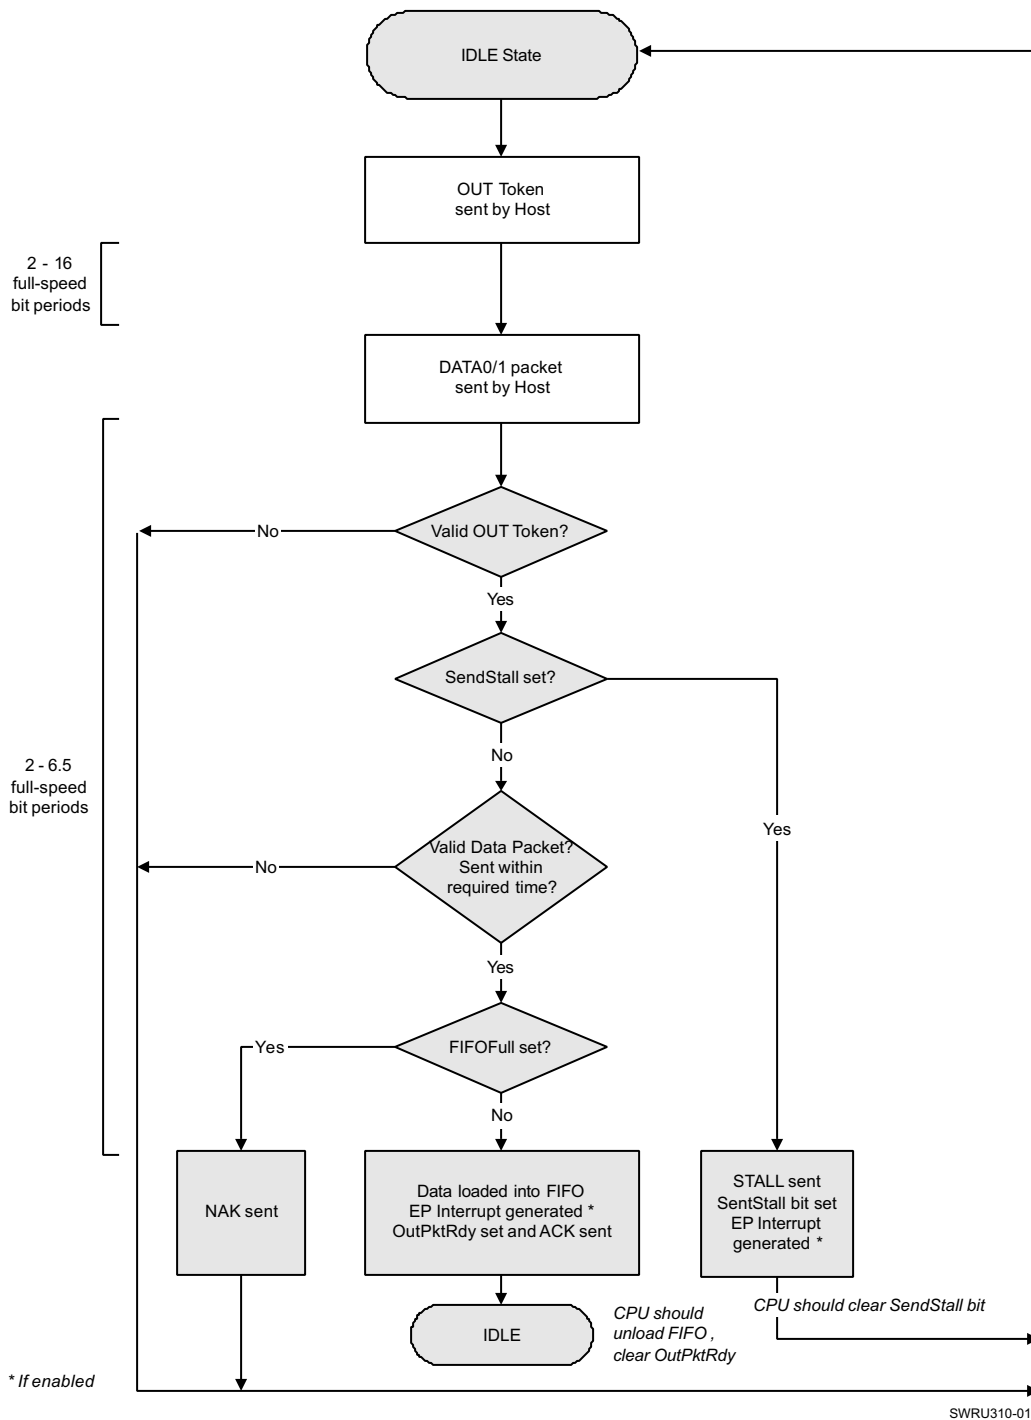 IDLE State
OUT Token
sent by Host
2 - 16
full-speed
bit periods
DATA0/1 packet
sent by Host
Valid OUT Token?
No
Yes
SendStall set?
No
Yes
2 - 6.5
full-speed
bit periods
Valid Data Packet?
Sent within
required time?
No
Yes
FIFOFull set?
Yes
No
NAK sent
Data loaded into FIFO
EP Interrupt generated *
OutPktRdy set and ACK sent
STALL sent
SentStall bit set
EP Interrupt
generated *
IDLE
CPU should
unload FIFO ,
clear OutPktRdy
CPU should clear SendStall bit
* If enabled
SWRU310-01